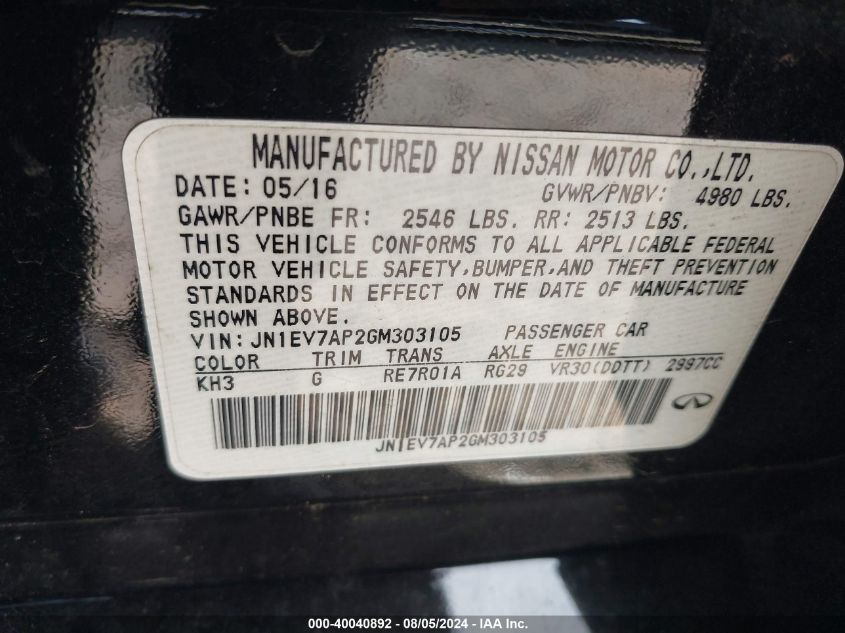 MANUFACTURED BY NISSAN MOTOR CO.,LTD.
DATE: 05/16 GVWR/PNBV: 4980 LBS.
GAWR/PNBE FR: 2546 LBS. RR: 2513 LBS.
THIS VEHICLE CONFORMS TO ALL APPLICABLE FEDERAL
MOTOR VEHICLE SAFETY,BUMPER,AND THEFT PREVENTION
STANDARDS IN EFFECT ON THE DATE OF MANUFACTURE
SHOWN ABOVE.
VIN:JN1EV7AP2GM303105 PASSENGER CAR
COLOR TRIM TRANS AXLE ENGINE
KH3 G RE7R01A RG29 VR30(DDTT) 2997CC
JN1EV7AP2GM303105
000-40040892 - 08/05/2024 - IAA Inc.